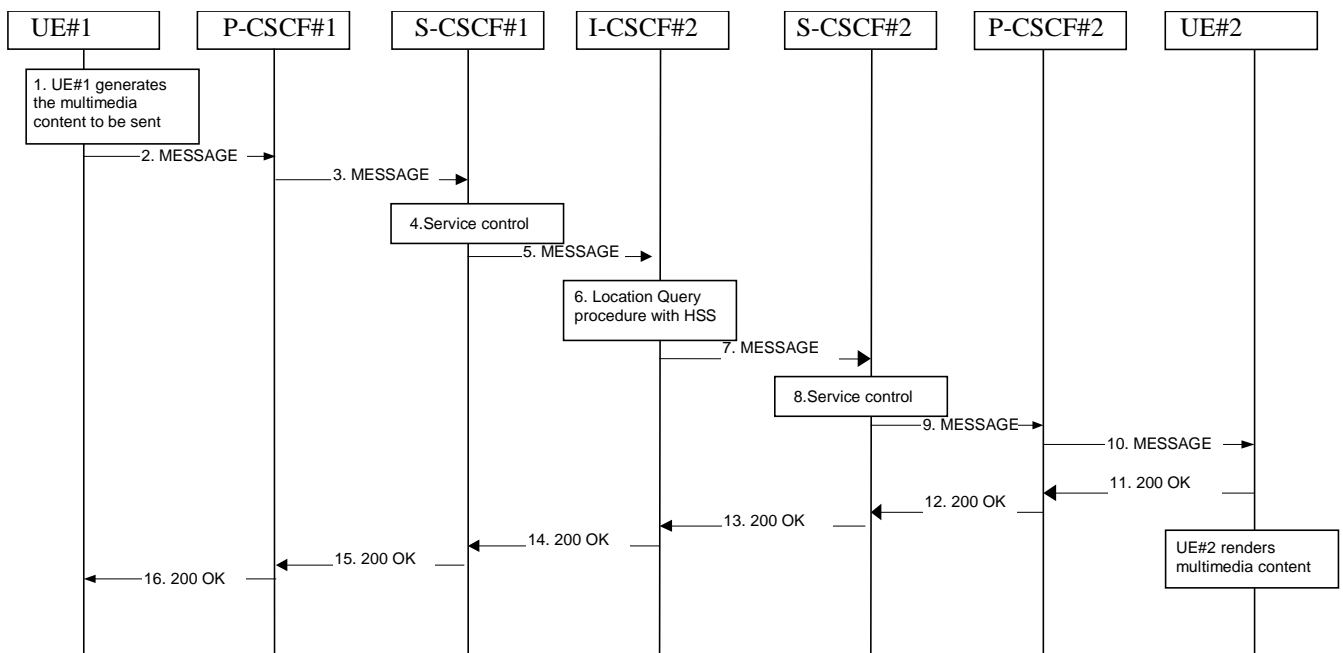 UE#1
P-CSCF#1
S-CSCF#1
I-CSCF#2
S-CSCF#2
P-CSCF#2
UE#2
1. UE#1 generates
the multimedia
content to be sent
2. MESSAGE
3. MESSAGE
4.Service control
5. MESSAGE
6. Location Query
procedure with HSS
7. MESSAGE
8.Service control
9. MESSAGE
10. MESSAGE
11. 200 OK
12. 200 OK
13. 200 OK
14. 200 OK
15. 200 OK
16. 200 OK
UE#2 renders
multimedia content